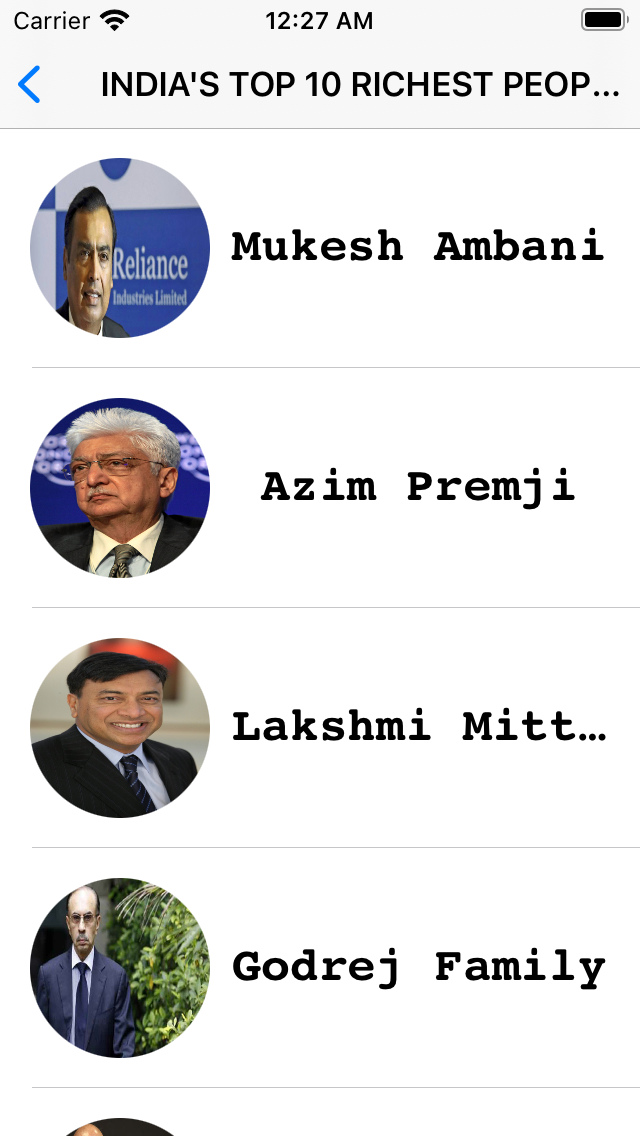 Carrier 12:27 AM
INDIA'S TOP 10 RICHEST PEOP...
Reliance
Industries Limited
Mukesh Ambani
Azim Premji
Lakshmi Mitt…
Godrej Family